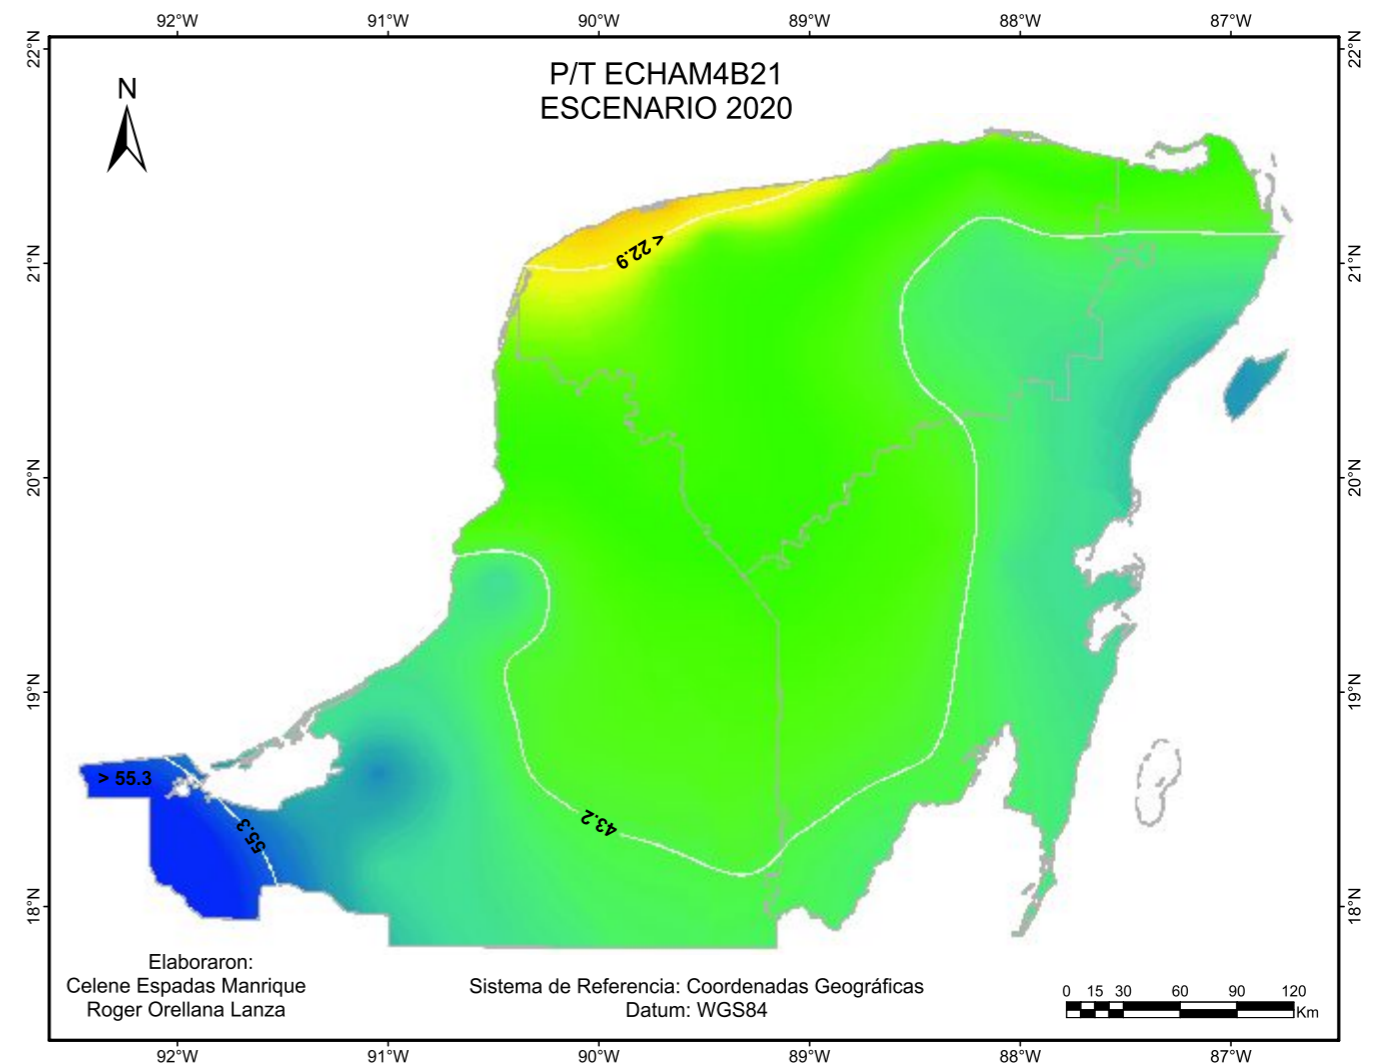 92°W 91°W 90°W 89°W 88°W 87°W
22°N 22°N
P/T ECHAM4B21
ESCENARIO 2020
N
21°N 21°N
< 22.9
20°N 20°N
19°N 19°N
> 55.3
55.3
43.2
18°N 18°N
Elaboraron:
Celene Espadas Manrique
Roger Orellana Lanza
Sistema de Referencia: Coordenadas Geográficas
Datum: WGS84
0 15 30 60 90 120
Km
92°W 91°W 90°W 89°W 88°W 87°W